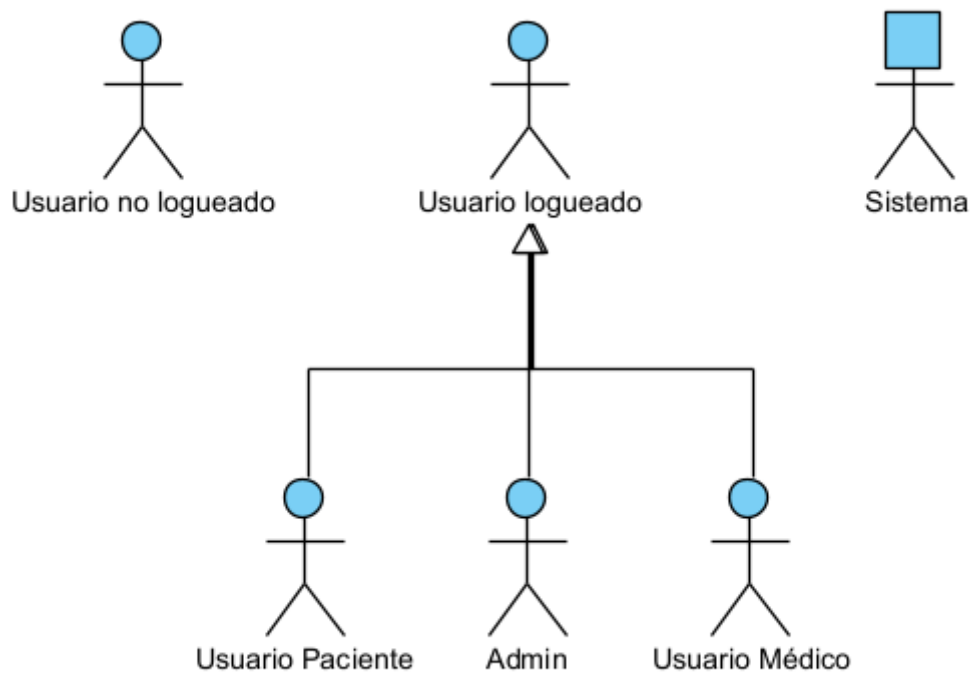 Usuario no logueado
Usuario logueado
Sistema
Usuario Paciente
Admin
Usuario Médico